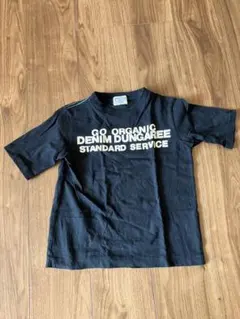 GO ORGANIC
DENIM DUNGAREE
STANDARD SERVICE